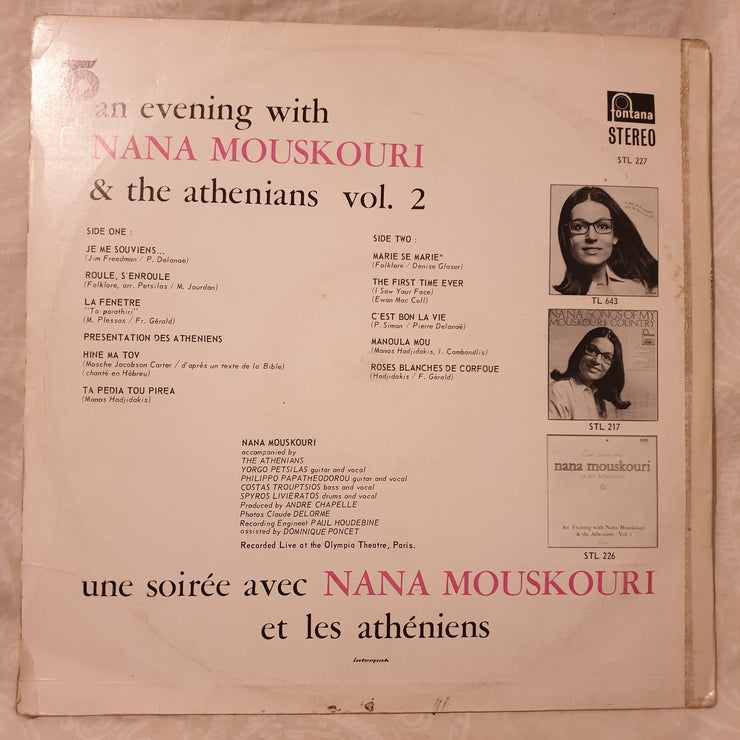 an evening with
NANA MOUSKOURI
& the athenians vol. 2
fontana
STEREO
STL 227
SIDE ONE :
JE ME SOUVIENS...
(Jim Freedman / P. Delanoë)
ROULE, S'ENROULE
(Folklore, arr. Petsilas / M. Jourdan)
LA FENETRE
"To parathiri"
(M. Plessas / Fr. Gérald)
PRESENTATION DES ATHENIENS
HINE MA TOV
(Mosche Jacobson Carter / d'après un texte de la Bible)
(chanté en Hébreu)
TA PEDIA TOU PIREA
(Manos Hadjidakis)
SIDE TWO :
MARIE SE MARIE*
(Folklore / Denise Glaser)
THE FIRST TIME EVER
(I Saw Your Face)
(Ewan Mac Coll)
C'EST BON LA VIE
(P. Simon / Pierre Delanoë)
MANOULA MOU
(Manos Hadjidakis, I. Cambandlis)
ROSES BLANCHES DE CORFOUE
(Hadjidakis / F. Gérald)
TL 643
NANA SONGS OF MY
MOUSKOURI COUNTRY
STL 217
Une Soirée avec
nana mouskouri
et les Athéniens
An Evening with Nana Mouskouri
& the Athenians Vol. 1
STL 226
NANA MOUSKOURI
accompanied by
THE ATHENIANS
YORGO PETSILAS guitar and vocal
PHILIPPO PAPATHEODOROU guitar and vocal
COSTAS TROUPTSIOS bass and vocal
SPYROS LIVIERATOS drums and vocal
Produced by ANDRE CHAPELLE
Photos Claude DELORME
Recording Engineer PAUL HOUDEBINE
assisted by DOMINIQUE PONCET
Recorded Live at the Olympia Theatre, Paris.
une soirée avec NANA MOUSKOURI
et les athéniens
interpak